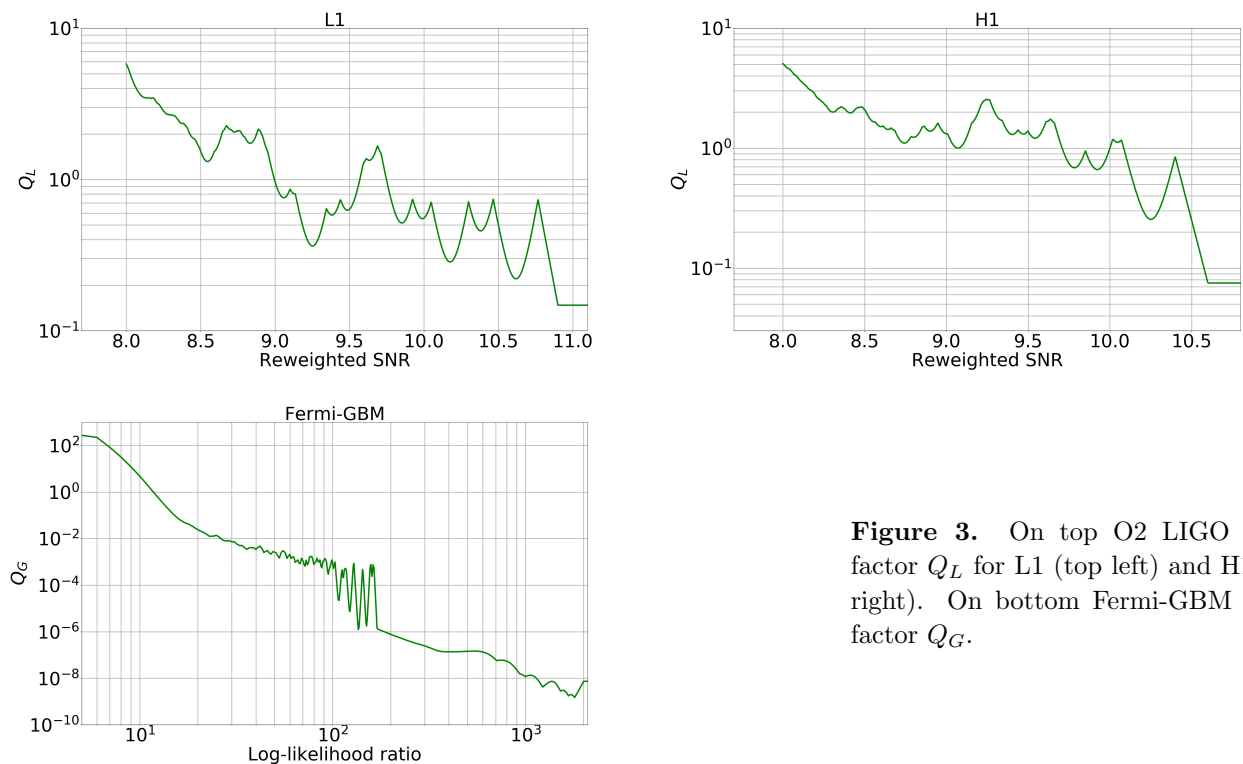 L1
10^1
10^0
10^-1
Q_L
8.0 8.5 9.0 9.5 10.0 10.5 11.0
Reweighted SNR
H1
10^1
10^0
10^-1
Q_L
8.0 8.5 9.0 9.5 10.0 10.5
Reweighted SNR
Fermi-GBM
10^2
10^0
10^-2
10^-4
10^-6
10^-8
10^-10
Q_G
10^1 10^2 10^3
Log-likelihood ratio
Figure 3. On top O2 LIGO
factor Q_L for L1 (top left) and H
right). On bottom Fermi-GBM
factor Q_G.